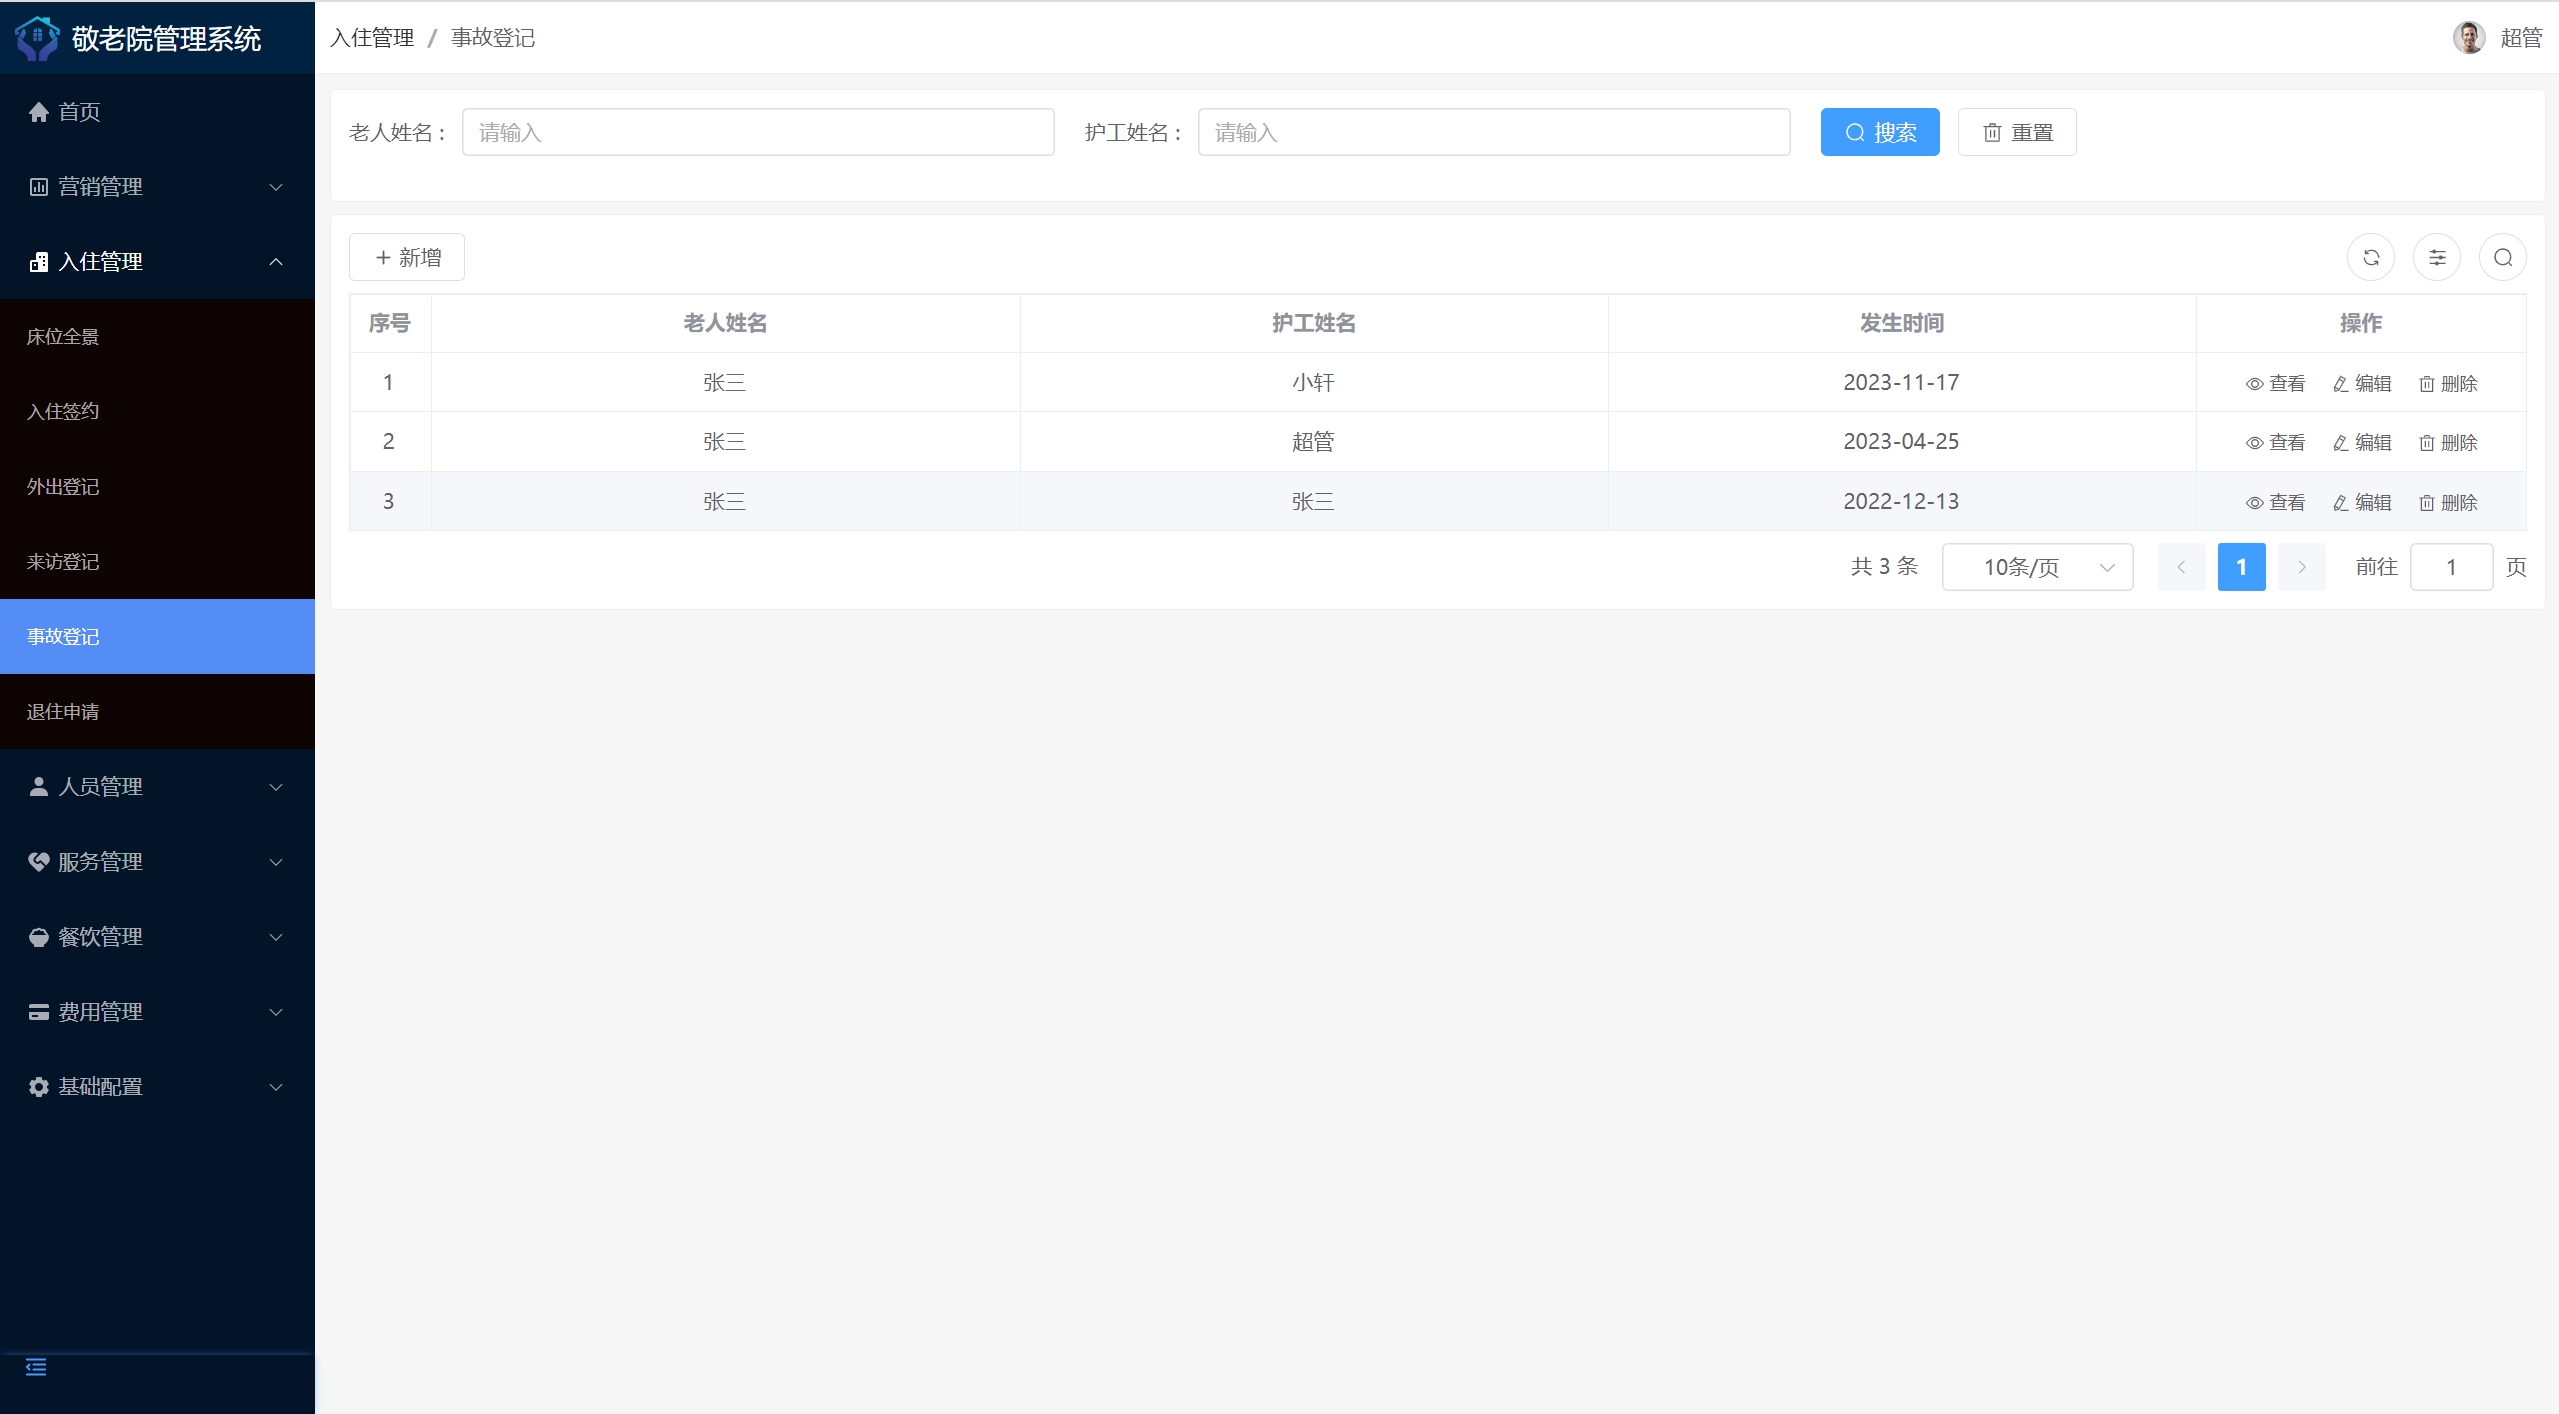 敬老院管理系统
入住管理 / 事故登记
超管
首页
营销管理
入住管理
床位全景
入住签约
外出登记
来访登记
事故登记
退住申请
人员管理
服务管理
餐饮管理
费用管理
基础配置
老人姓名： 请输入 护工姓名： 请输入 搜索 重置
新增
序号 老人姓名 护工姓名 发生时间 操作
1 张三 小轩 2023-11-17 查看 编辑 删除
2 张三 超管 2023-04-25 查看 编辑 删除
3 张三 张三 2022-12-13 查看 编辑 删除
共 3 条 10条/页 1 前往 1 页